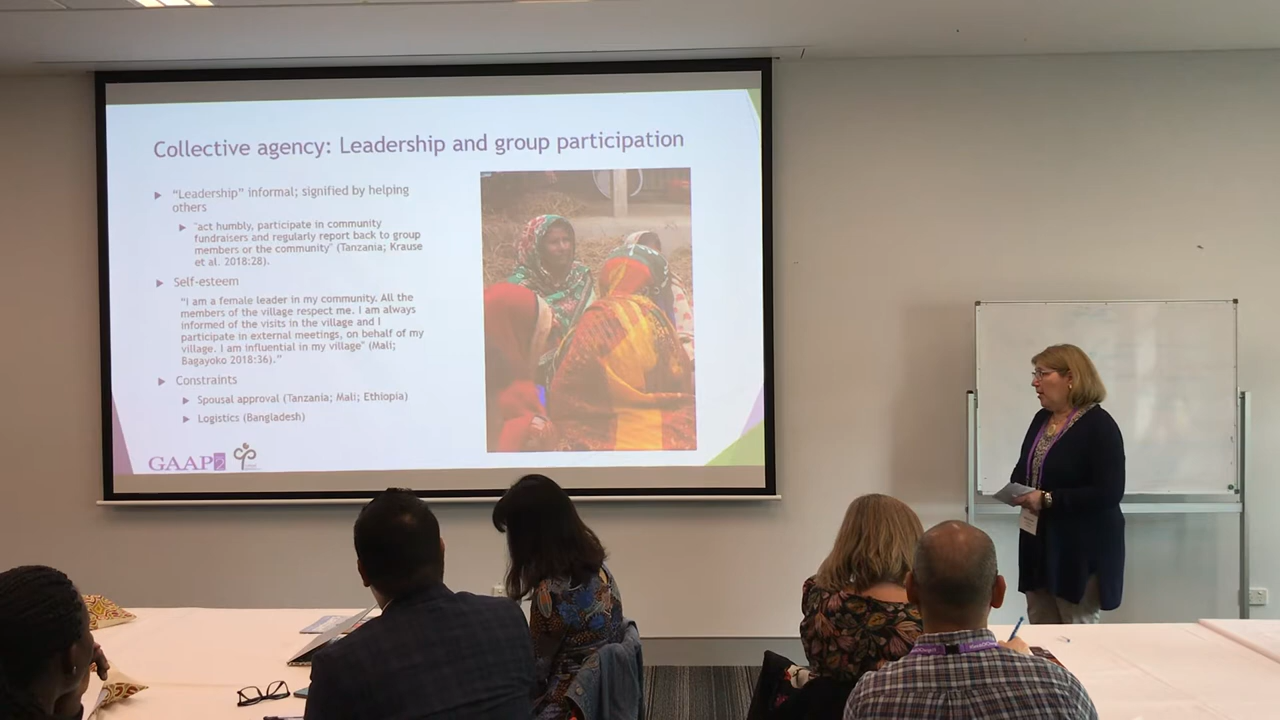 Collective agency: Leadership and group participation
“Leadership” informal; signified by helping
others
"act humbly, participate in community
fundraisers and regularly report back to group
members or the community" (Tanzania; Krause
et al. 2018:28).
Self-esteem
“I am a female leader in my community. All the
members of the village respect me. I am always
informed of the visits in the village and I
participate in external meetings, on behalf of my
village. I am influential in my village" (Mali;
Bagayoko 2018:36).”
Constraints
Spousal approval (Tanzania; Mali; Ethiopia)
Logistics (Bangladesh)
GAAP2